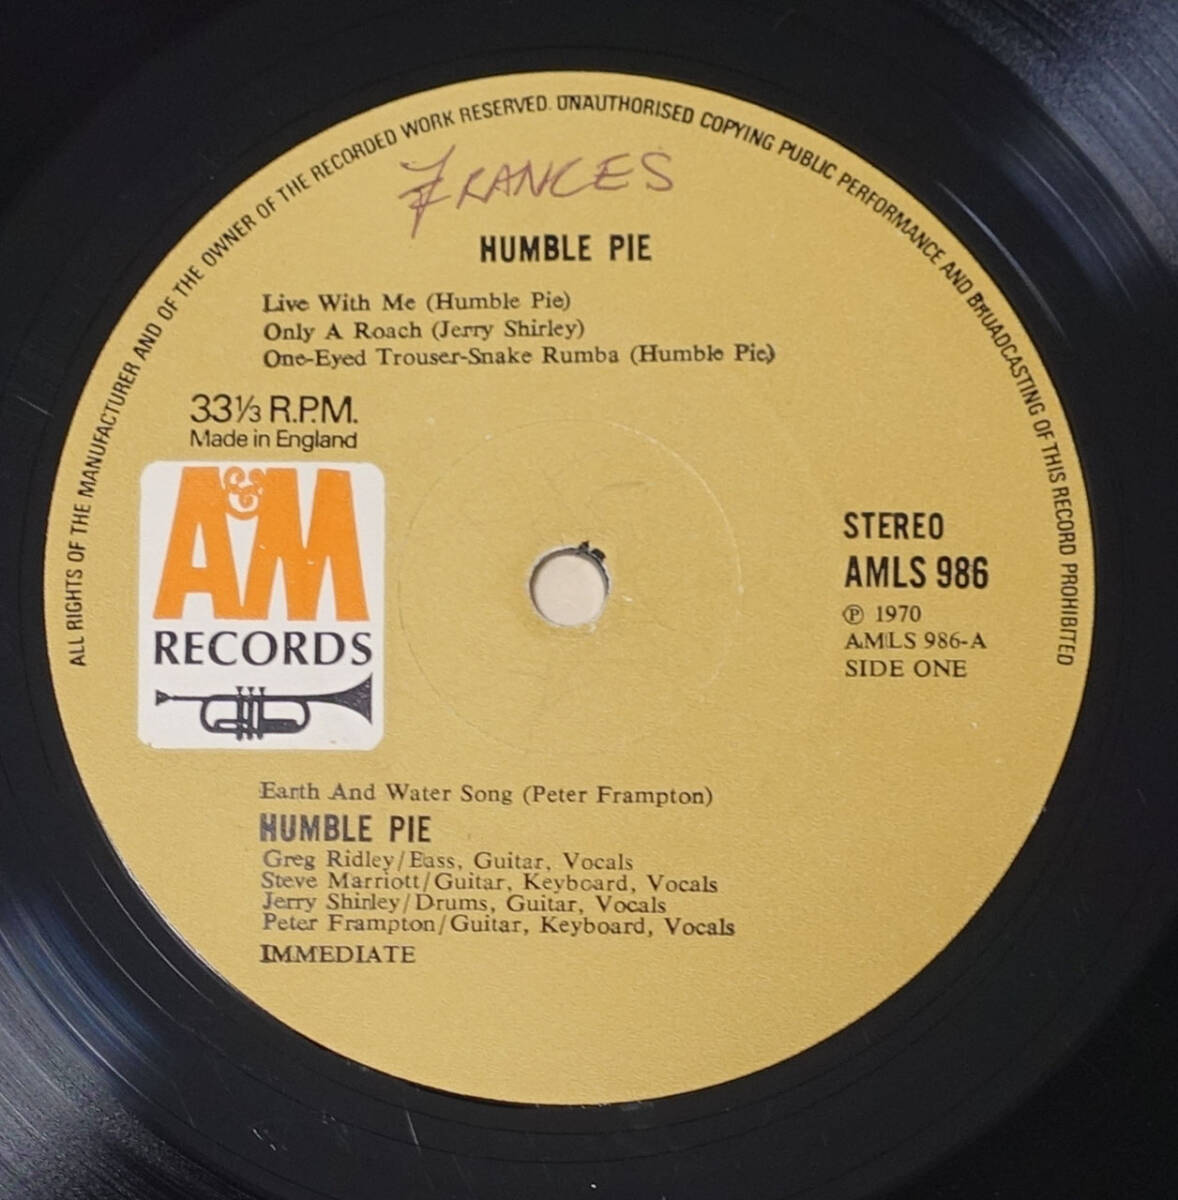 ALL RIGHTS OF THE MANUFACTURER AND OF THE OWNER OF THE RECORDED WORK RESERVED. UNAUTHORISED COPYING PUBLIC PERFORMANCE AND BROADCASTING OF THIS RECORD PROHIBITED
FRANCES
HUMBLE PIE
Live With Me (Humble Pie)
Only A Roach (Jerry Shirley)
One-Eyed Trouser-Snake Rumba (Humble Pie)
33⅓ R.P.M.
Made in England
A&M
RECORDS
STEREO
AMLS 986
℗ 1970
AMLS 986-A
SIDE ONE
Earth And Water Song (Peter Frampton)
HUMBLE PIE
Greg Ridley/Bass, Guitar, Vocals
Steve Marriott/Guitar, Keyboard, Vocals
Jerry Shirley/Drums, Guitar, Vocals
Peter Frampton/Guitar, Keyboard, Vocals
IMMEDIATE